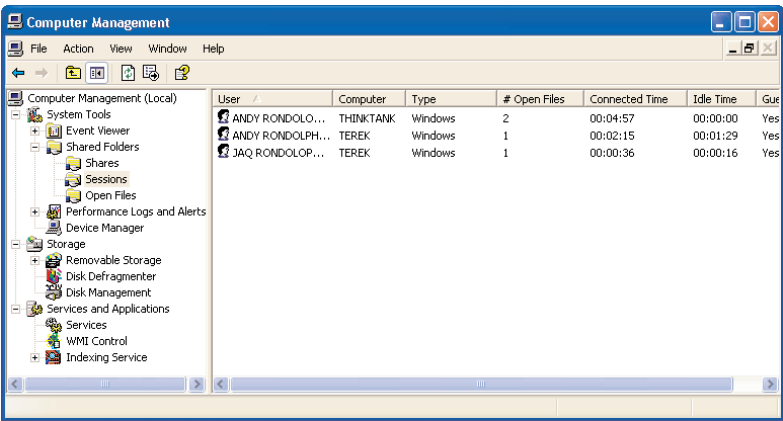 Computer Management
File Action View Window Help
Computer Management (Local)
System Tools
Event Viewer
Shared Folders
Shares
Sessions
Open Files
Performance Logs and Alerts
Device Manager
Storage
Removable Storage
Disk Defragmenter
Disk Management
Services and Applications
Services
WMI Control
Indexing Service
User Computer Type # Open Files Connected Time Idle Time Gue
ANDY RONDOLO... THINKTANK Windows 2 00:04:57 00:00:00 Yes
ANDY RONDOLPH... TEREK Windows 1 00:02:15 00:01:29 Yes
JAQ RONDOLOP... TEREK Windows 1 00:00:36 00:00:16 Yes